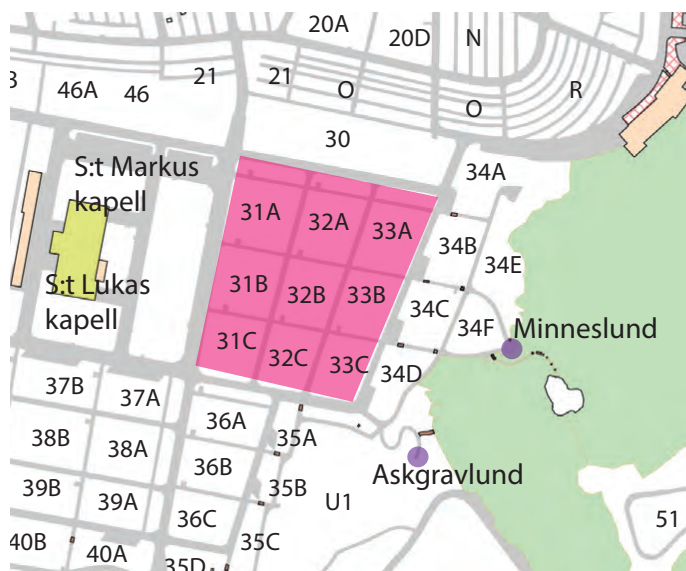 20A
20D
N
21
21
O
O
R
46A
46
30
S:t Markus
kapell
34A
31A
32A
33A
34B
34E
S:t Lukas
kapell
31B
32B
33B
34C
34F
Minneslund
31C
32C
33C
34D
37B
37A
36A
35A
38B
38A
36B
Askgravlund
39B
39A
35B
U1
36C
51
40B
40A
35D
35C